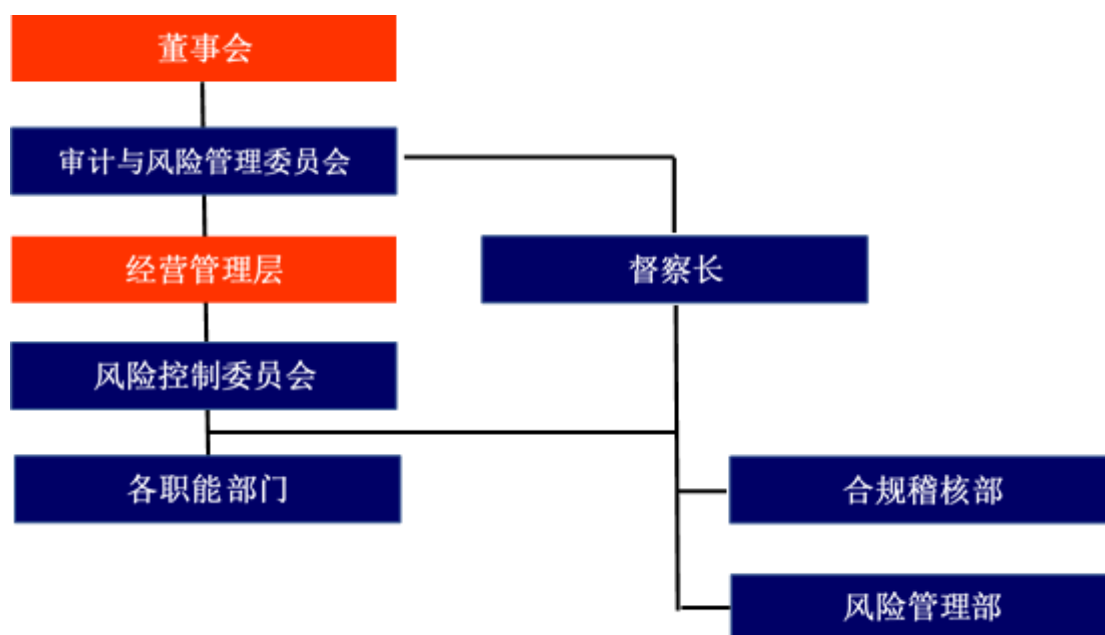 董事会
审计与风险管理委员会
经营管理层
督察长
风险控制委员会
各职能部门
合规稽核部
风险管理部